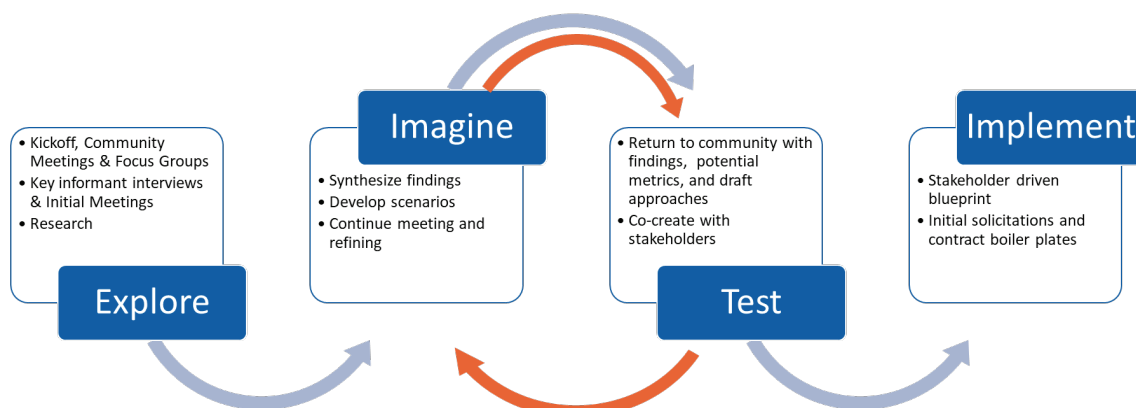 • Kickoff, Community
Meetings & Focus Groups
• Key informant interviews
& Initial Meetings
• Research
Explore
Imagine
• Synthesize findings
• Develop scenarios
• Continue meeting and
refining
• Return to community with
findings, potential
metrics, and draft
approaches
• Co-create with
stakeholders
Test
Implement
• Stakeholder driven
blueprint
• Initial solicitations and
contract boiler plates